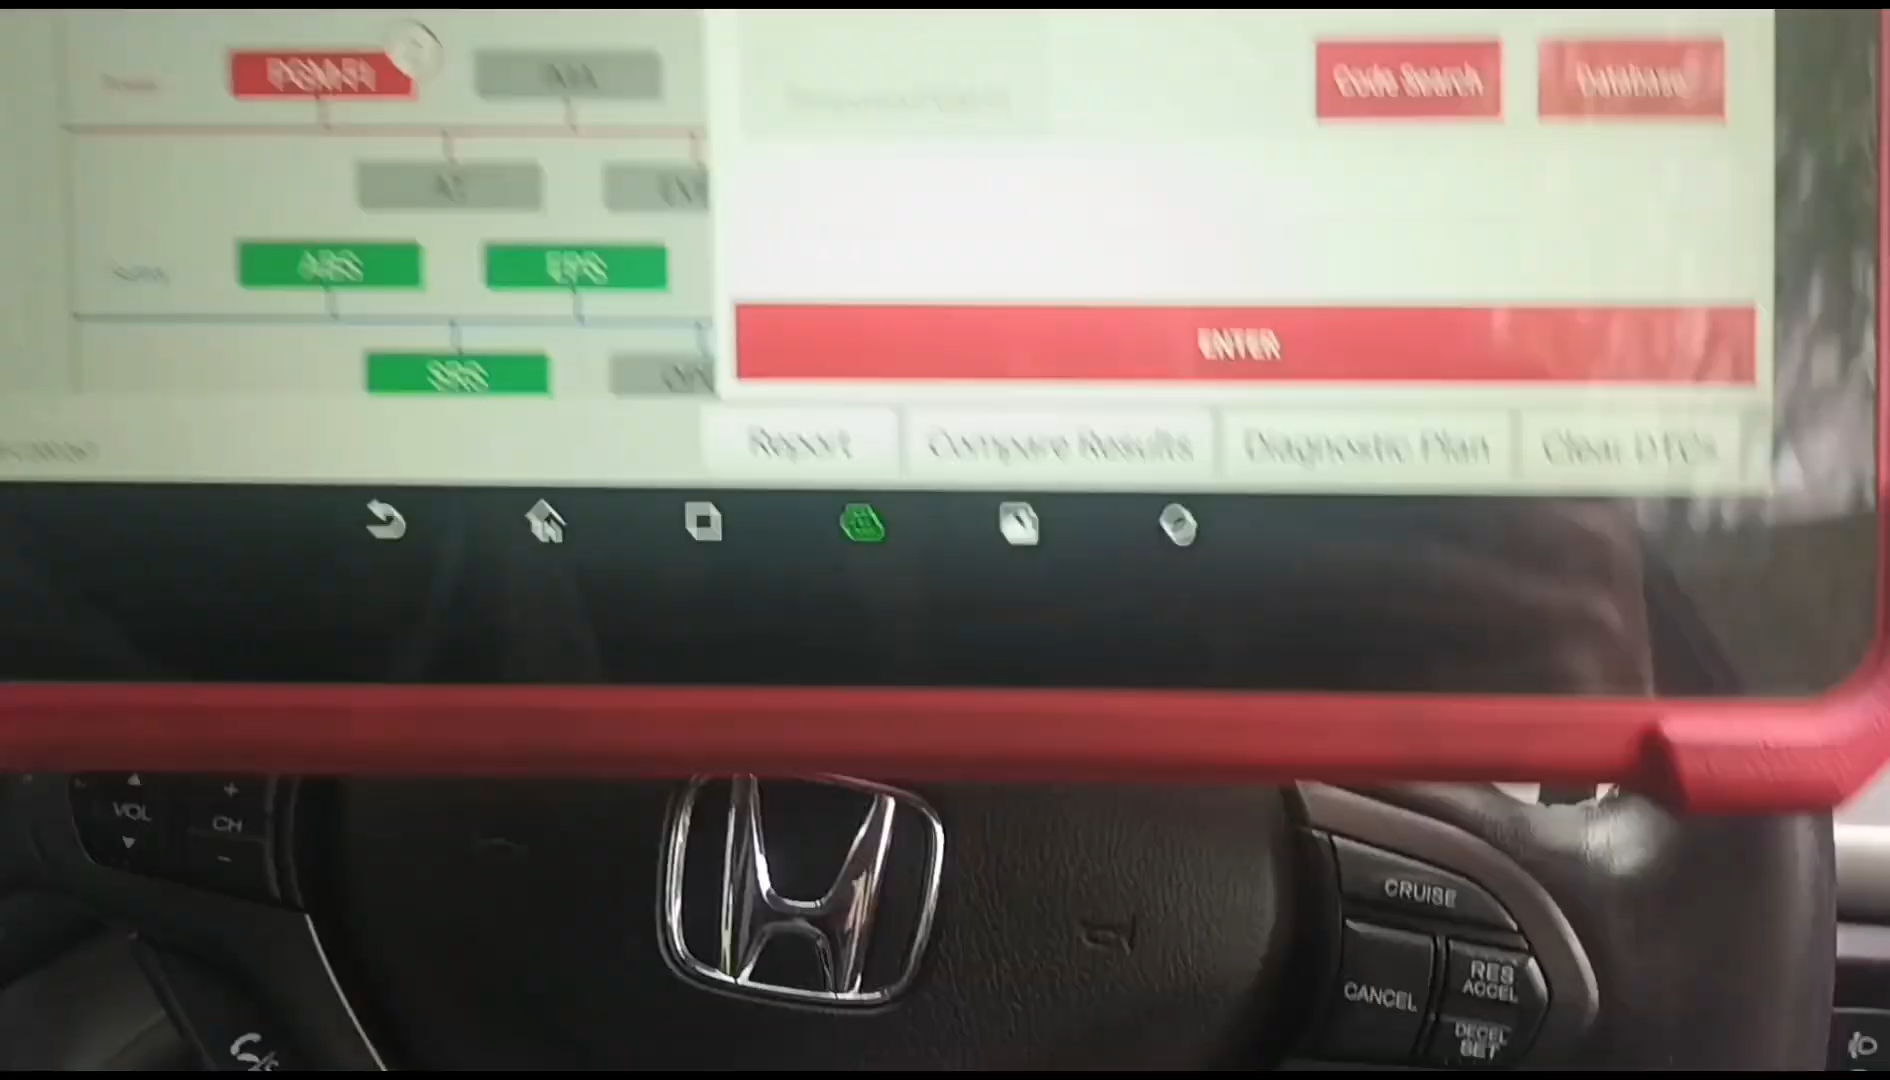 PGM-FI
Code Search
Database
ABS
EPS
ENTER
SRS
Report
Compare Results
Diagnostic Plan
Clear DTCs
VOL
+
CH
−
CRUISE
CANCEL
RES
ACCEL
DECEL
SET